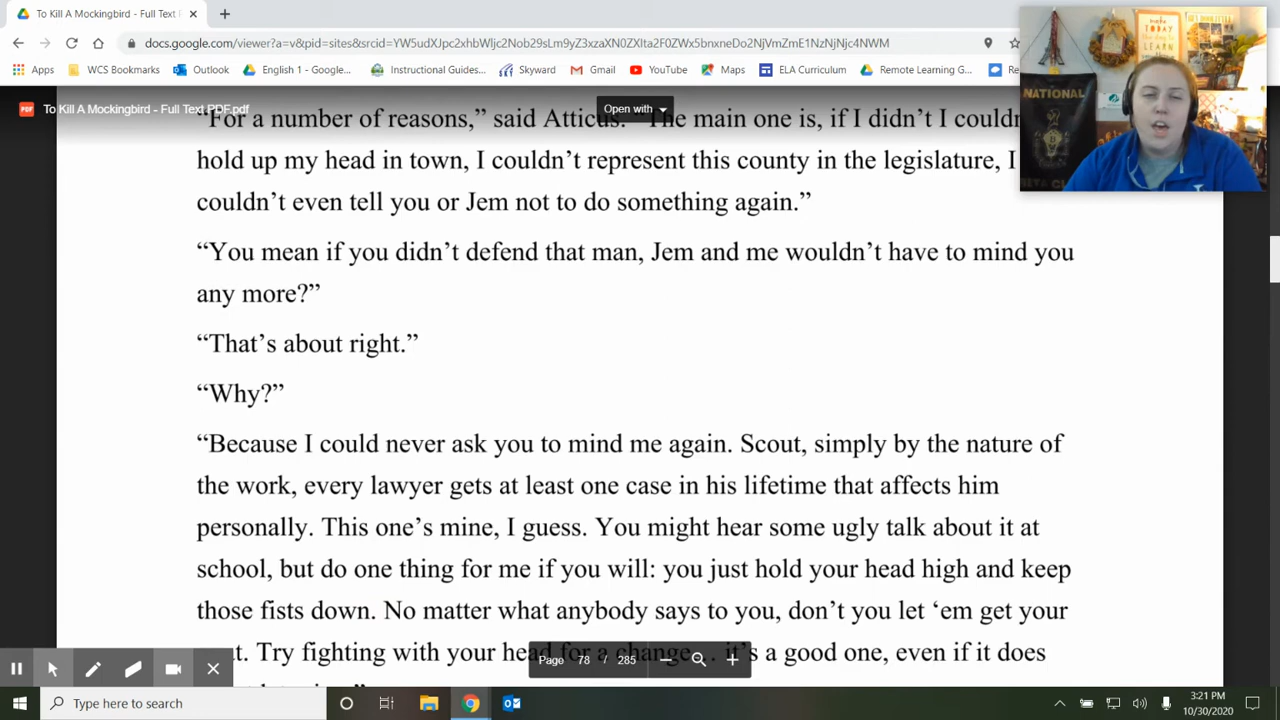 To Kill A Mockingbird - Full Text
docs.google.com/viewer?a=v&pid=sites&srcid=
Apps WCS Bookmarks Outlook English 1 - Google... Instructional Guides... Skyward Gmail YouTube Maps ELA Curriculum Remote Learning G... Re
To Kill A Mockingbird - Full Text PDF.pdf
Open with
“For a number of reasons,” said Atticus. “The main one is, if I didn’t I
hold up my head in town, I couldn’t represent this county in the legislature, I
couldn’t even tell you or Jem not to do something again.”
“You mean if you didn’t defend that man, Jem and me wouldn’t have to mind you
any more?”
“That’s about right.”
“Why?”
“Because I could never ask you to mind me again. Scout, simply by the nature of
the work, every lawyer gets at least one case in his lifetime that affects him
personally. This one’s mine, I guess. You might hear some ugly talk about it at
school, but do one thing for me if you will: you just hold your head high and keep
those fists down. No matter what anybody says to you, don’t you let ‘em get your
Try fighting with your head for a change... it’s a good one, even if it does
Page 78 / 285
Type here to search
3:21 PM
10/30/2020
NATIONAL
TODAY
LEARN